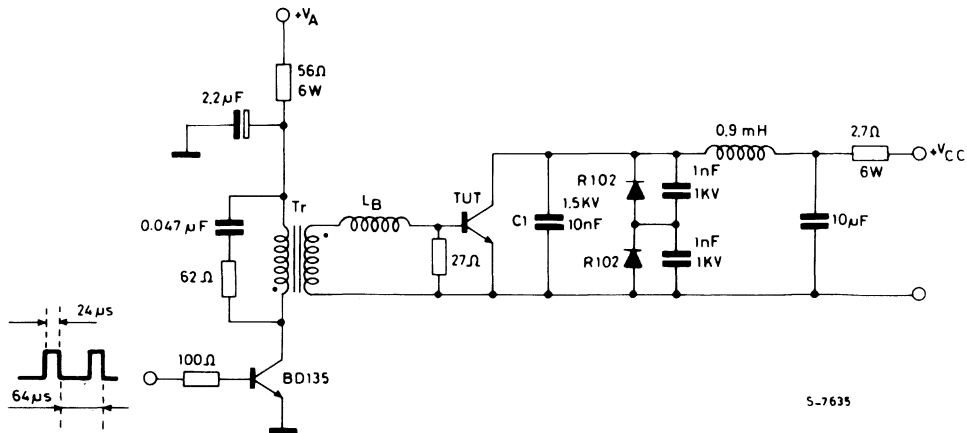 +VA
56Ω
6W
2.2µF
0.9 mH
2.7Ω
6W
+VCC
R102
1nF
1KV
Tr
LB
TUT
1.5KV
C1
10nF
0.047µF
10µF
62Ω
27Ω
R102
1nF
1KV
24µs
100Ω
BD135
64µs
S-7635